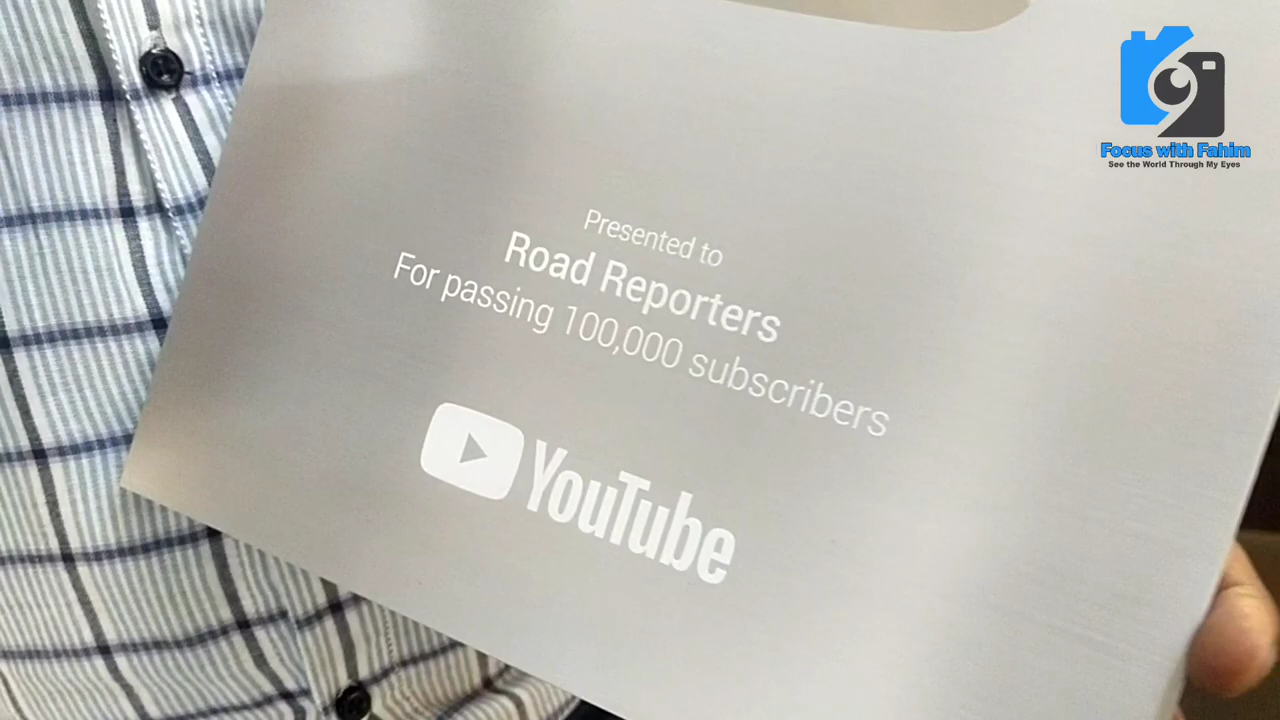 Focus with Fahim
See the World Through My Eyes
Presented to
Road Reporters
For passing 100,000 subscribers
YouTube